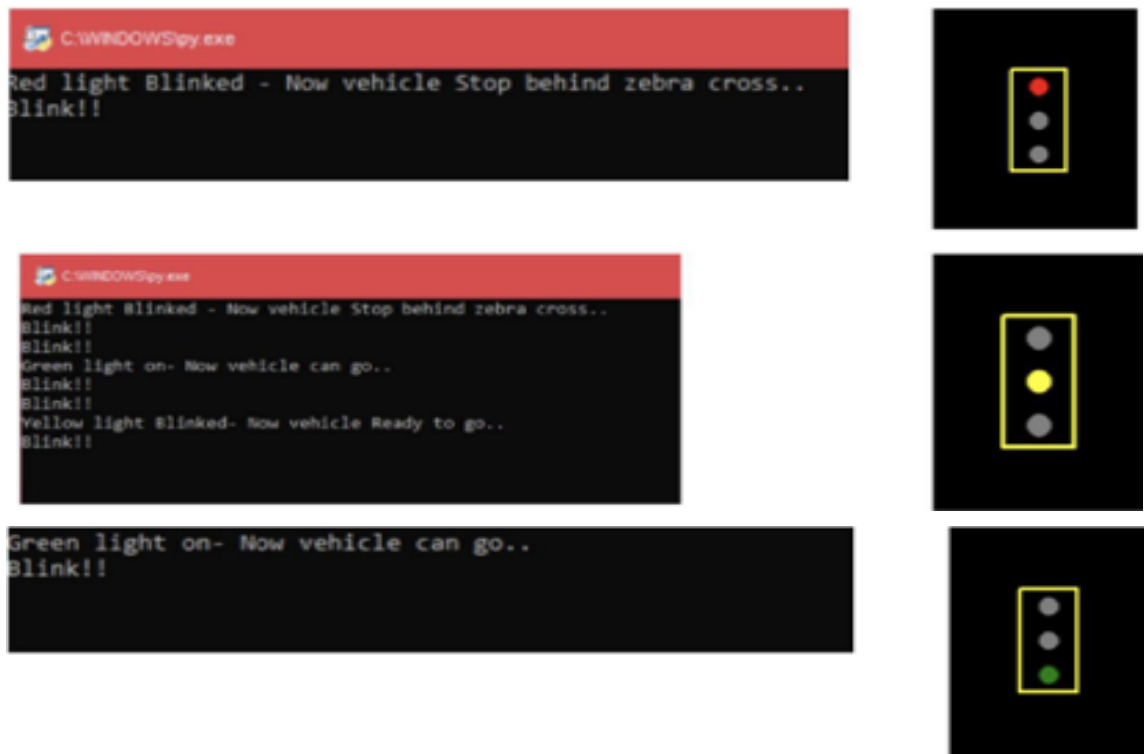 C:\WINDOWS\py.exe
Red light Blinked - Now vehicle Stop behind zebra cross..
Blink!!
C:\WINDOWS\py.exe
Red light Blinked - Now vehicle Stop behind zebra cross..
Blink!!
Blink!!
Green light on- Now vehicle can go..
Blink!!
Blink!!
Yellow light Blinked- Now vehicle Ready to go..
Blink!!
Green light on- Now vehicle can go..
Blink!!